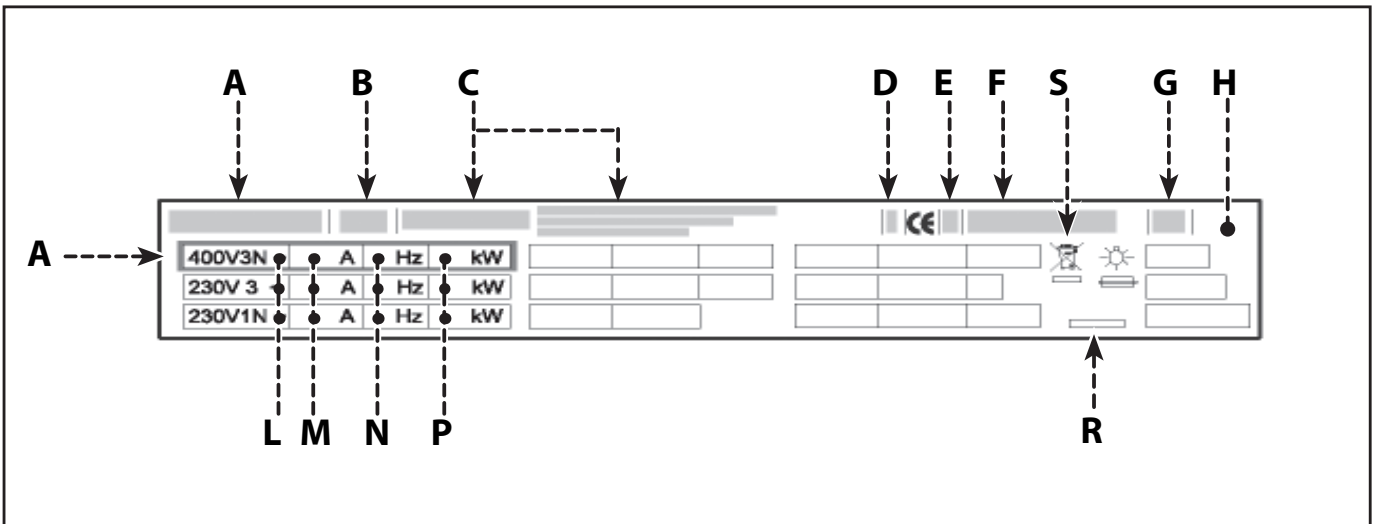 A B C D E F S G H
CE
A 400V3N A Hz kW
230V 3 A Hz kW
230V1N A Hz kW
L M N P R